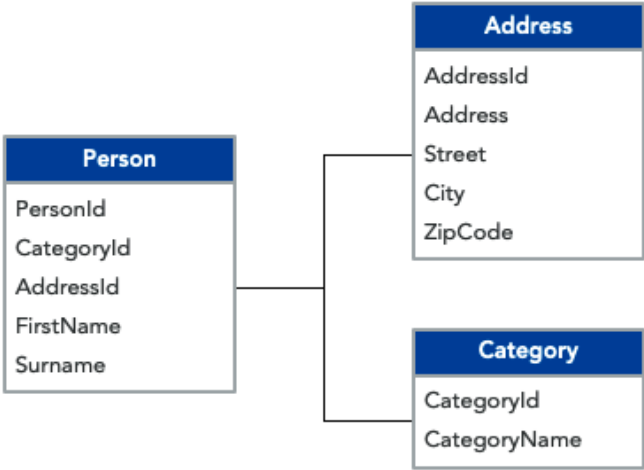 Person
PersonId
CategoryId
AddressId
FirstName
Surname
Address
AddressId
Address
Street
City
ZipCode
Category
CategoryId
CategoryName